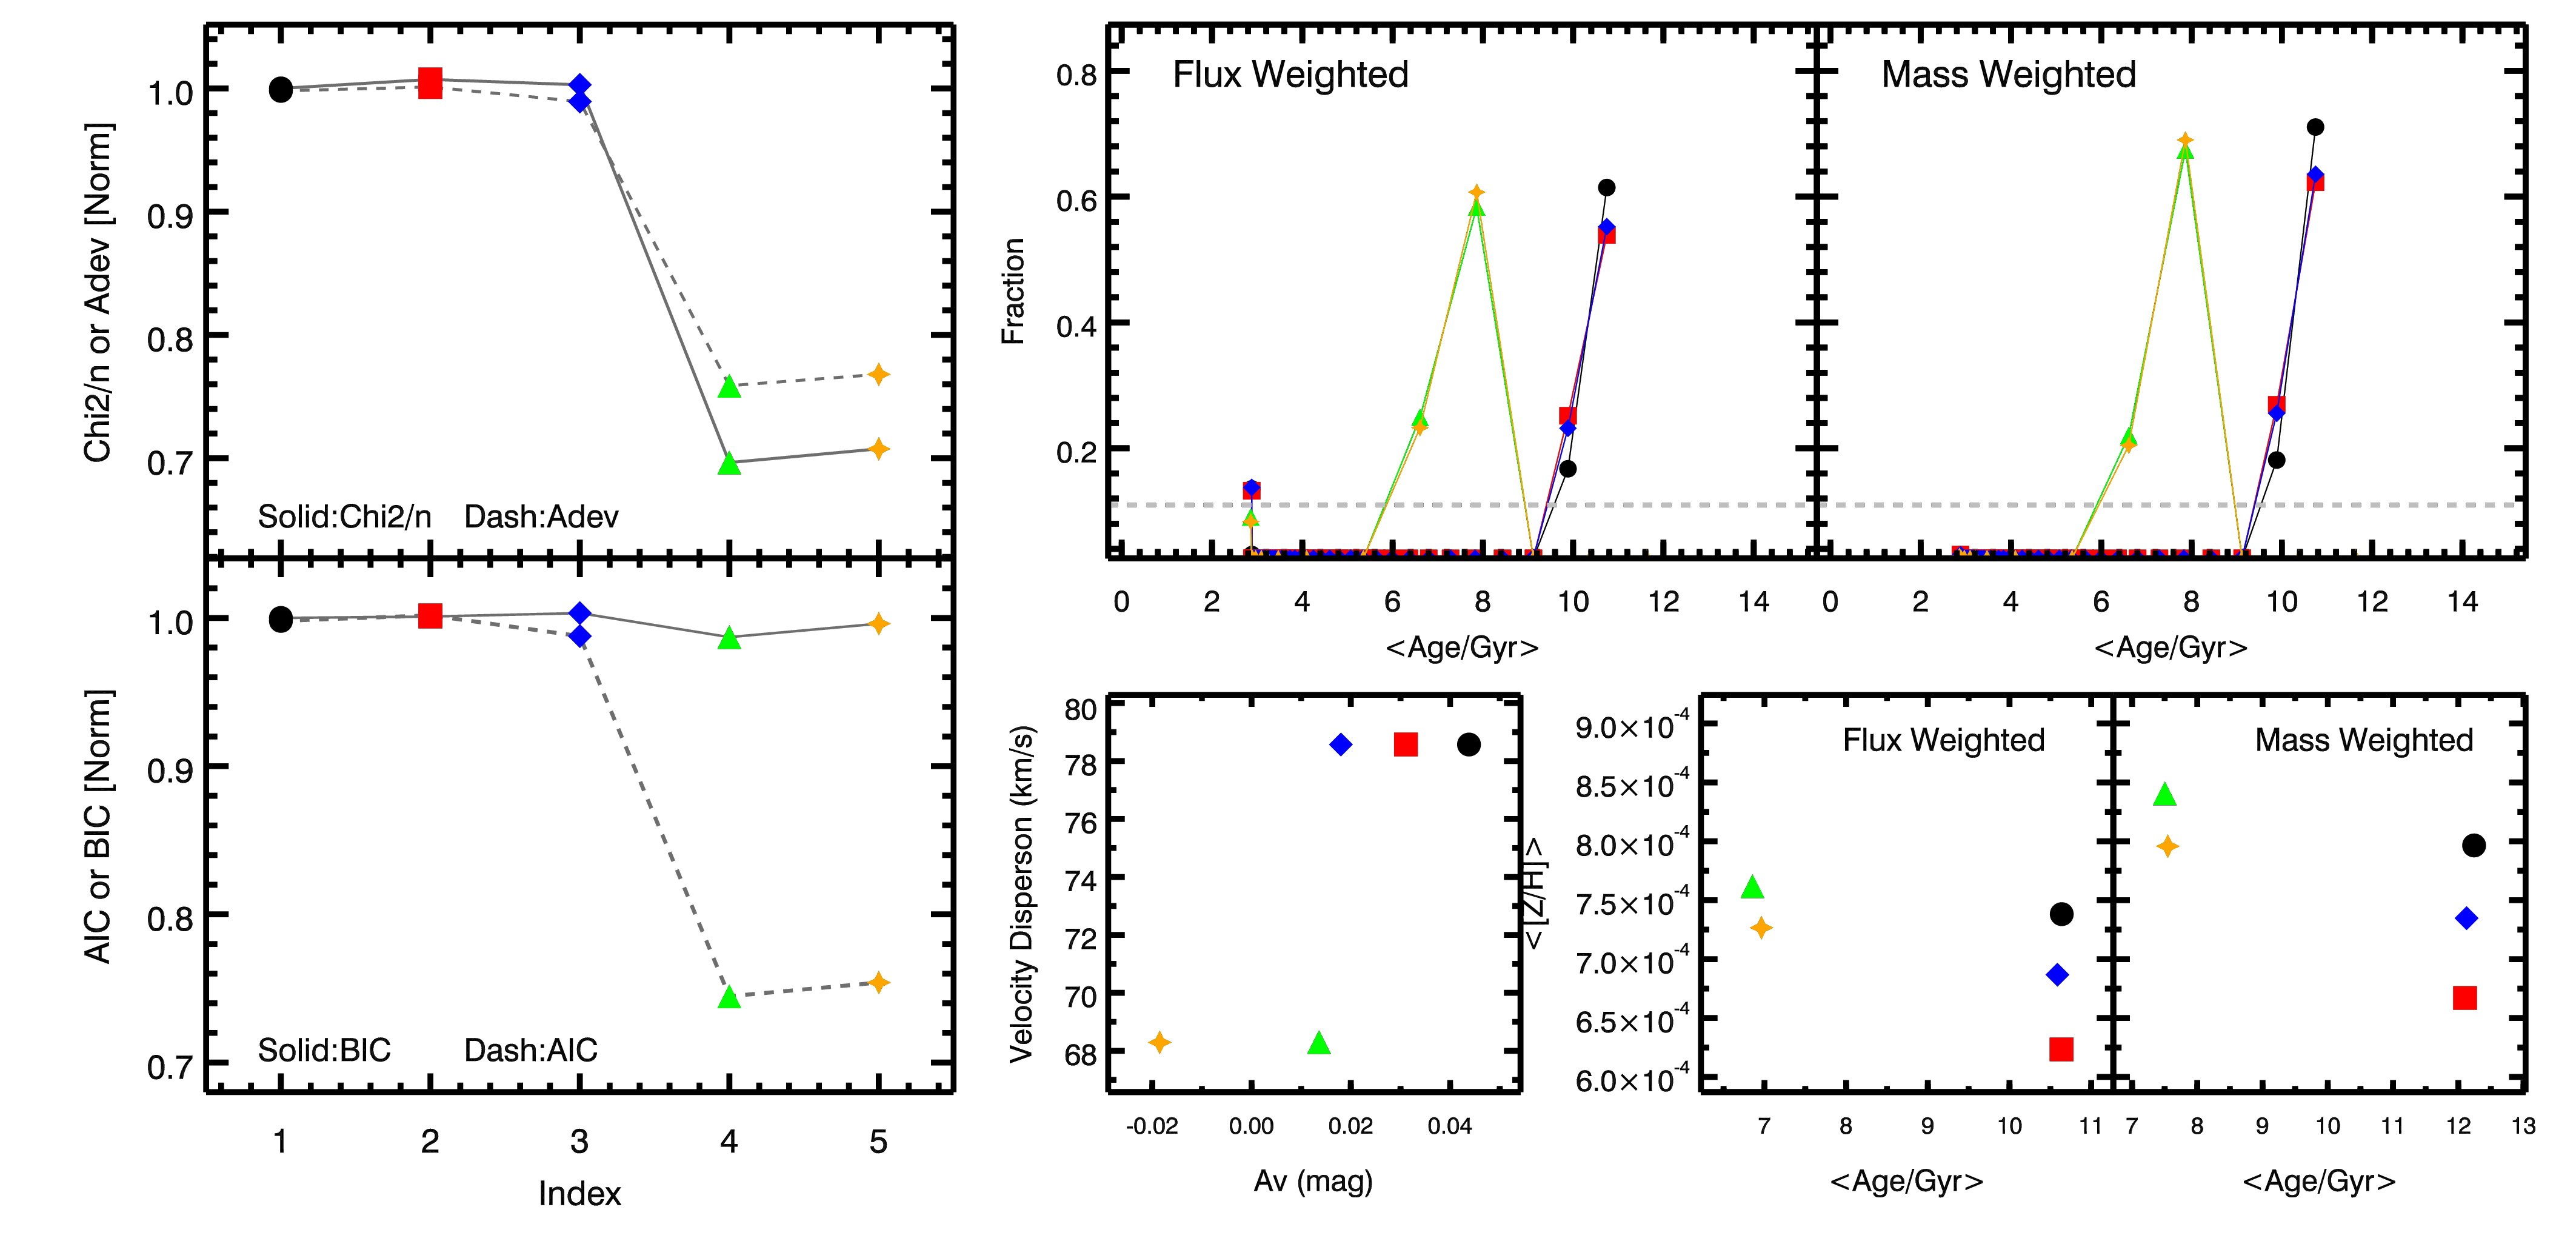 Chi2/n or Adev [Norm]
1.0
0.9
0.8
0.7
Solid:Chi2/n Dash:Adev
AIC or BIC [Norm]
1.0
0.9
0.8
0.7
Solid:BIC Dash:AIC
1 2 3 4 5
Index
Fraction
0.8
0.6
0.4
0.2
Flux Weighted
Mass Weighted
0 2 4 6 8 10 12 14
0 2 4 6 8 10 12 14
<Age/Gyr>
<Age/Gyr>
Velocity Disperson (km/s)
80
78
76
74
72
70
68
-0.02 0.00 0.02 0.04
Av (mag)
<[Z/H]>
9.0×10⁻⁴
8.5×10⁻⁴
8.0×10⁻⁴
7.5×10⁻⁴
7.0×10⁻⁴
6.5×10⁻⁴
6.0×10⁻⁴
Flux Weighted
Mass Weighted
7 8 9 10 11
7 8 9 10 11 12 13
<Age/Gyr>
<Age/Gyr>